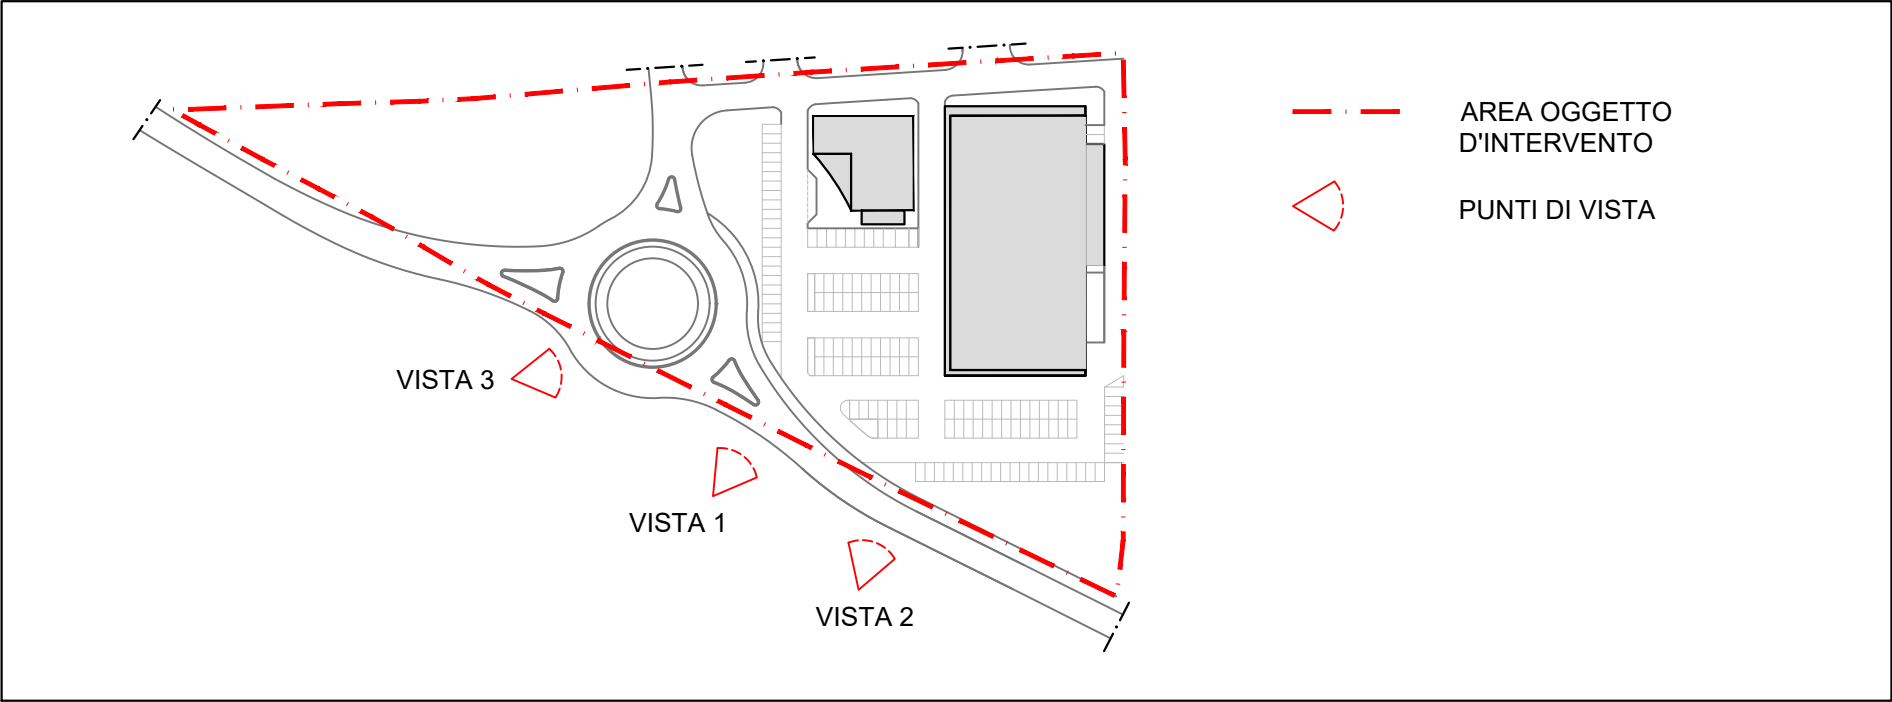 AREA OGGETTO
D'INTERVENTO
PUNTI DI VISTA
VISTA 3
VISTA 1
VISTA 2